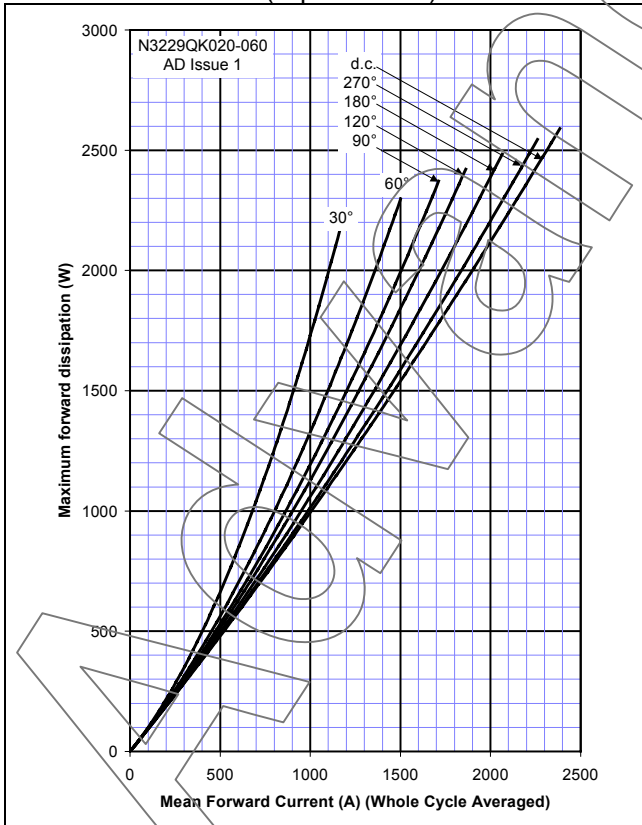 N3229QK020-060
AD Issue 1
d.c.
270°
180°
120°
90°
60°
30°
3000
2500
2000
1500
1000
500
0
Maximum forward dissipation (W)
0 500 1000 1500 2000 2500
Mean Forward Current (A) (Whole Cycle Averaged)